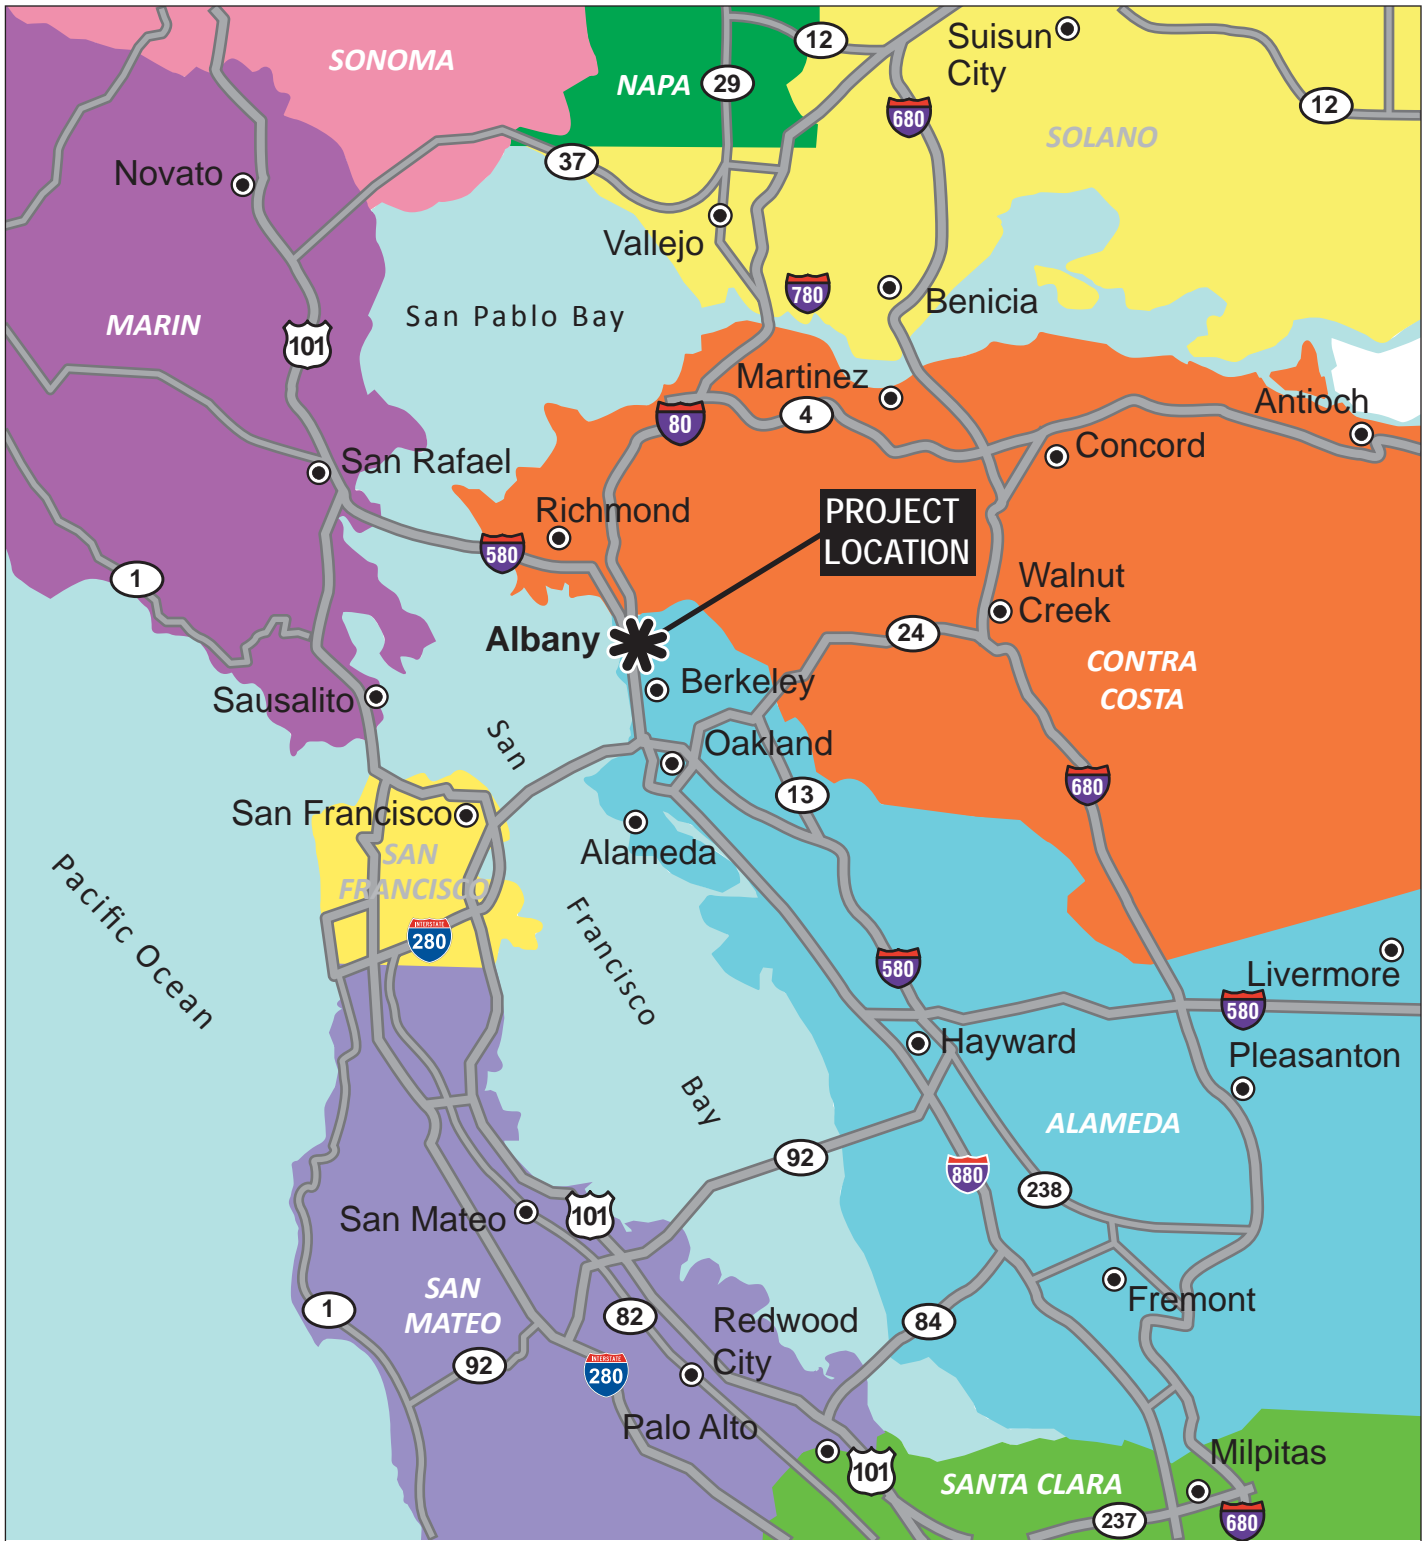 SONOMA
NAPA
29
12
Suisun
City
12
680
SOLANO
Novato
37
Vallejo
780
Benicia
MARIN
San Pablo Bay
101
Martinez
80
4
Antioch
Concord
San Rafael
Richmond
PROJECT
LOCATION
580
1
Walnut
Creek
Albany
24
CONTRA
COSTA
Berkeley
Sausalito
San
Francisco
Bay
Oakland
680
13
San Francisco
SAN
FRANCISCO
Alameda
Pacific Ocean
INTERSTATE
280
580
Livermore
580
Hayward
Pleasanton
ALAMEDA
92
880
238
San Mateo
101
SAN
MATEO
1
82
Redwood
City
84
Fremont
92
INTERSTATE
280
Palo Alto
101
SANTA CLARA
Milpitas
237
680